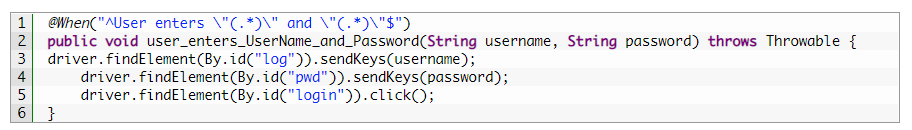 1 @When("^User enters \"(.*)\" and \"(.*)\"$")
2 public void user_enters_UserName_and_Password(String username, String password) throws Throwable {
3 driver.findElement(By.id("log")).sendKeys(username);
4     driver.findElement(By.id("pwd")).sendKeys(password);
5     driver.findElement(By.id("login")).click();
6 }